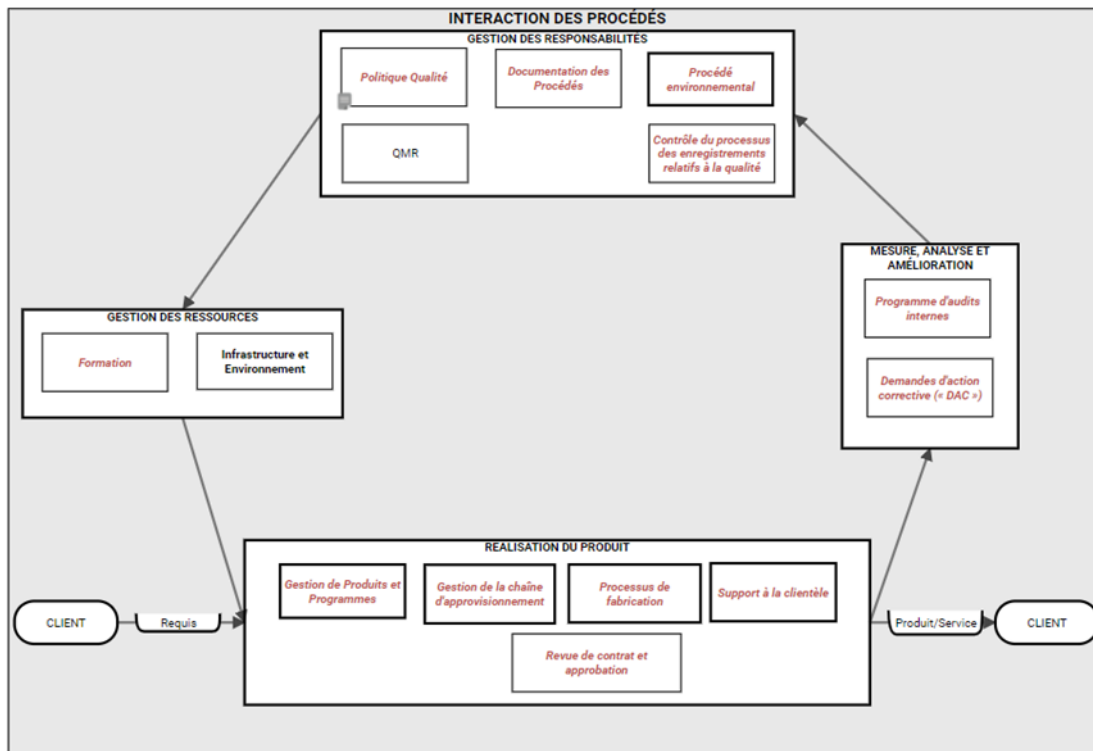 INTERACTION DES PROCÉDÉS
GESTION DES RESPONSABILITÉS
Politique Qualité
Documentation des
Procédés
Procédé
environnemental
QMR
Contrôle du processus
des enregistrements
relatifs à la qualité
MESURE, ANALYSE ET
AMÉLIORATION
Programme d'audits
internes
Demandes d'action
corrective (« DAC »)
GESTION DES RESSOURCES
Formation
Infrastructure et
Environnement
REALISATION DU PRODUIT
Gestion de Produits et
Programmes
Gestion de la chaîne
d'approvisionnement
Processus de
fabrication
Support à la clientèle
Revue de contrat et
approbation
CLIENT
Requis
Produit/Service
CLIENT